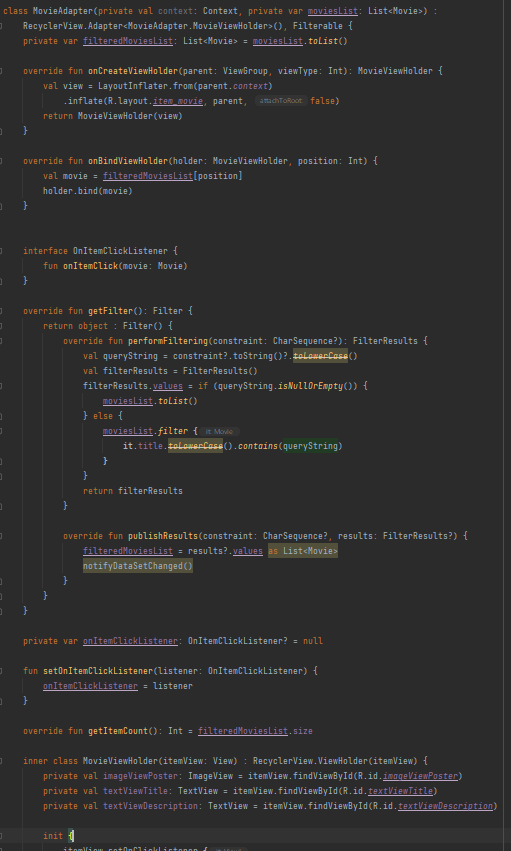 class MovieAdapter(private val context: Context, private var moviesList: List<Movie>) :
    RecyclerView.Adapter<MovieAdapter.MovieViewHolder>(), Filterable {
    private var filteredMoviesList: List<Movie> = moviesList.toList()
    override fun onCreateViewHolder(parent: ViewGroup, viewType: Int): MovieViewHolder {
        val view = LayoutInflater.from(parent.context)
            .inflate(R.layout.item_movie, parent, attachToRoot: false)
        return MovieViewHolder(view)
    }
    override fun onBindViewHolder(holder: MovieViewHolder, position: Int) {
        val movie = filteredMoviesList[position]
        holder.bind(movie)
    }
    interface OnItemClickListener {
        fun onItemClick(movie: Movie)
    }
    override fun getFilter(): Filter {
        return object : Filter() {
            override fun performFiltering(constraint: CharSequence?): FilterResults {
                val queryString = constraint?.toString()?.toLowerCase()
                val filterResults = FilterResults()
                filterResults.values = if (queryString.isNullOrEmpty()) {
                    moviesList.toList()
                } else {
                    moviesList.filter { it: Movie
                        it.title.toLowerCase().contains(queryString)
                    }
                }
                return filterResults
            }
            override fun publishResults(constraint: CharSequence?, results: FilterResults?) {
                filteredMoviesList = results?.values as List<Movie>
                notifyDataSetChanged()
            }
        }
    }
    private var onItemClickListener: OnItemClickListener? = null
    fun setOnItemClickListener(listener: OnItemClickListener) {
        onItemClickListener = listener
    }
    override fun getItemCount(): Int = filteredMoviesList.size
    inner class MovieViewHolder(itemView: View) : RecyclerView.ViewHolder(itemView) {
        private val imageViewPoster: ImageView = itemView.findViewById(R.id.imageViewPoster)
        private val textViewTitle: TextView = itemView.findViewById(R.id.textViewTitle)
        private val textViewDescription: TextView = itemView.findViewById(R.id.textViewDescription)
        init {
            itemView.setOnClickListener {